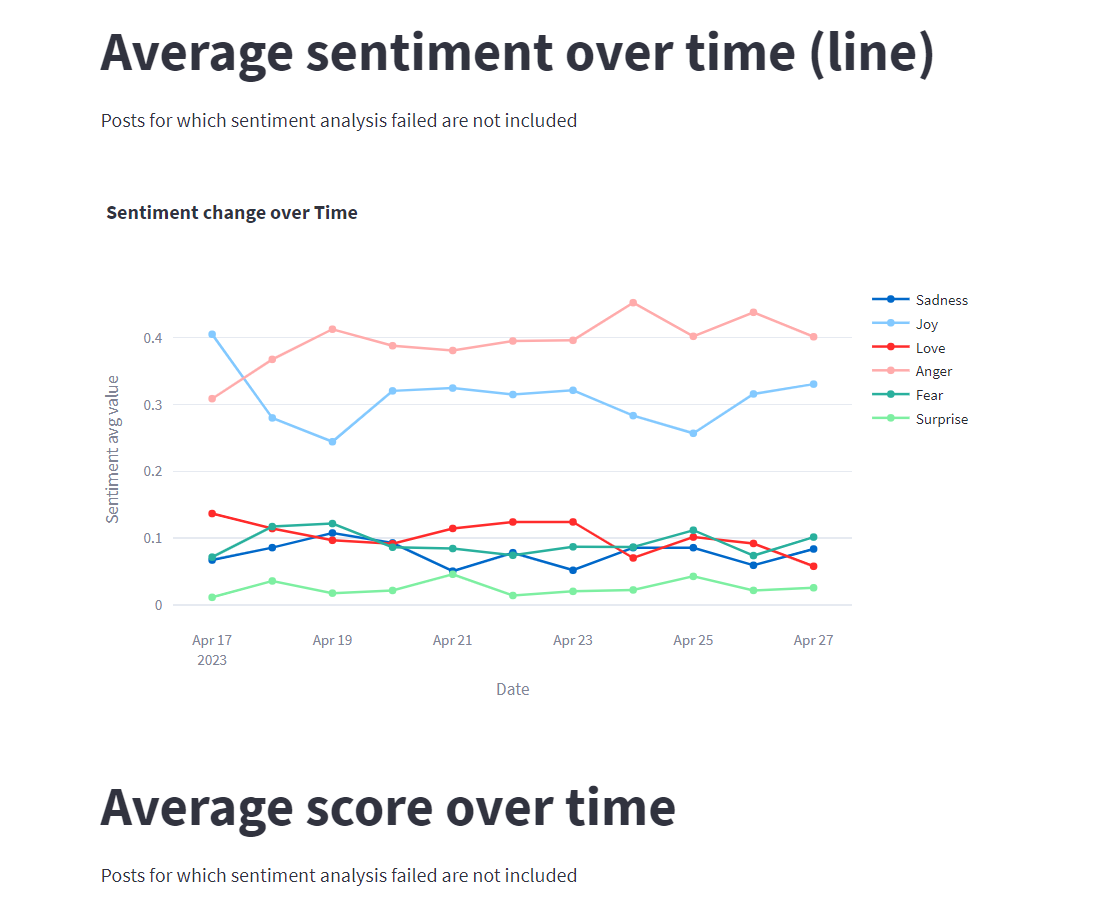 Average sentiment over time (line)
Posts for which sentiment analysis failed are not included
Sentiment change over Time
Sadness
Joy
Love
Anger
Fear
Surprise
Sentiment avg value
0.4
0.3
0.2
0.1
0
Apr 17 Apr 19 Apr 21 Apr 23 Apr 25 Apr 27
2023
Date
Average score over time
Posts for which sentiment analysis failed are not included